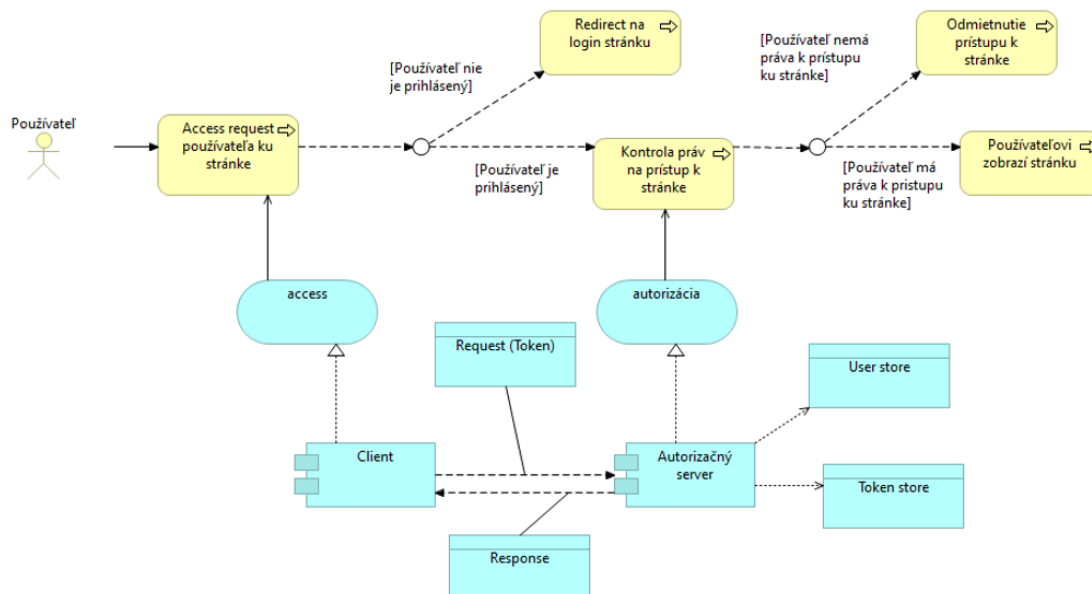 Redirect na
login stránku
Odmietnutie
prístupu k
stránke
[Používateľ nie
je prihlásený]
[Používateľ nemá
práva k prístupu
ku stránke]
Používateľ
Access request
používateľa ku
stránke
Kontrola práv
na prístup k
stránke
Používateľovi
zobrazí stránku
[Používateľ je
prihlásený]
[Používateľ má
práva k pristupu
ku stránke]
access
autorizácia
Request (Token)
User store
Client
Autorizačný
server
Token store
Response